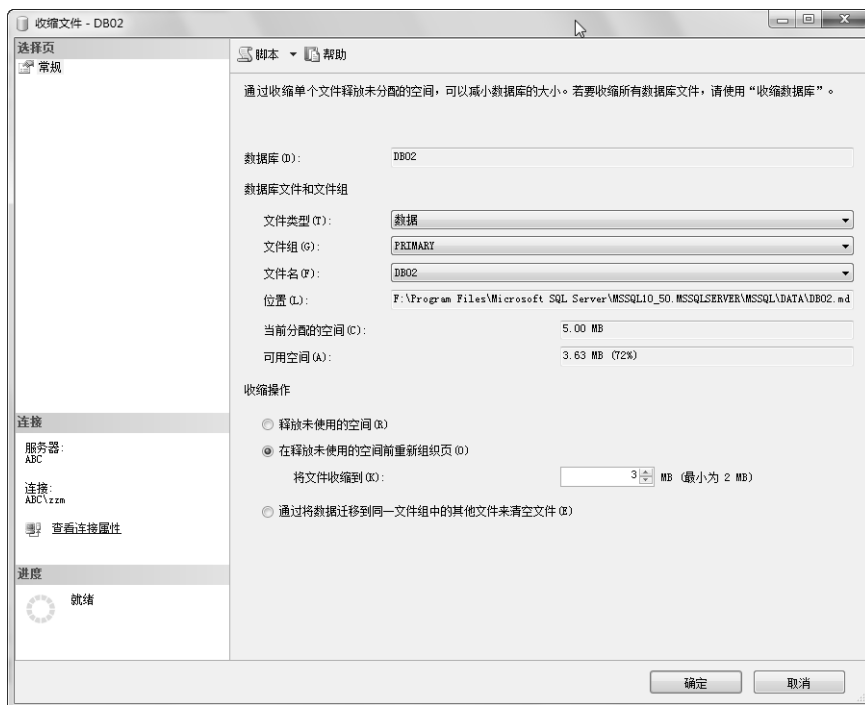 收缩文件 - DB02
选择页
常规
脚本
帮助
通过收缩单个文件释放未分配的空间,可以减小数据库的大小。若要收缩所有数据库文件,请使用“收缩数据库”。
数据库(D):
DB02
数据库文件和文件组
文件类型(T):
数据
文件组(G):
PRIMARY
文件名(F):
DB02
位置(L):
F:\Program Files\Microsoft SQL Server\MSSQL10_50.MSSQLSERVER\MSSQL\DATA\DB02.md
当前分配的空间(C):
5.00 MB
可用空间(A):
3.63 MB (72%)
收缩操作
释放未使用的空间(R)
在释放未使用的空间前重新组织页(O)
将文件收缩到(K):
3 MB (最小为 2 MB)
通过将数据迁移到同一文件组中的其他文件来清空文件(E)
连接
服务器:
ABC
连接:
ABC\zzm
查看连接属性
进度
就绪
确定
取消